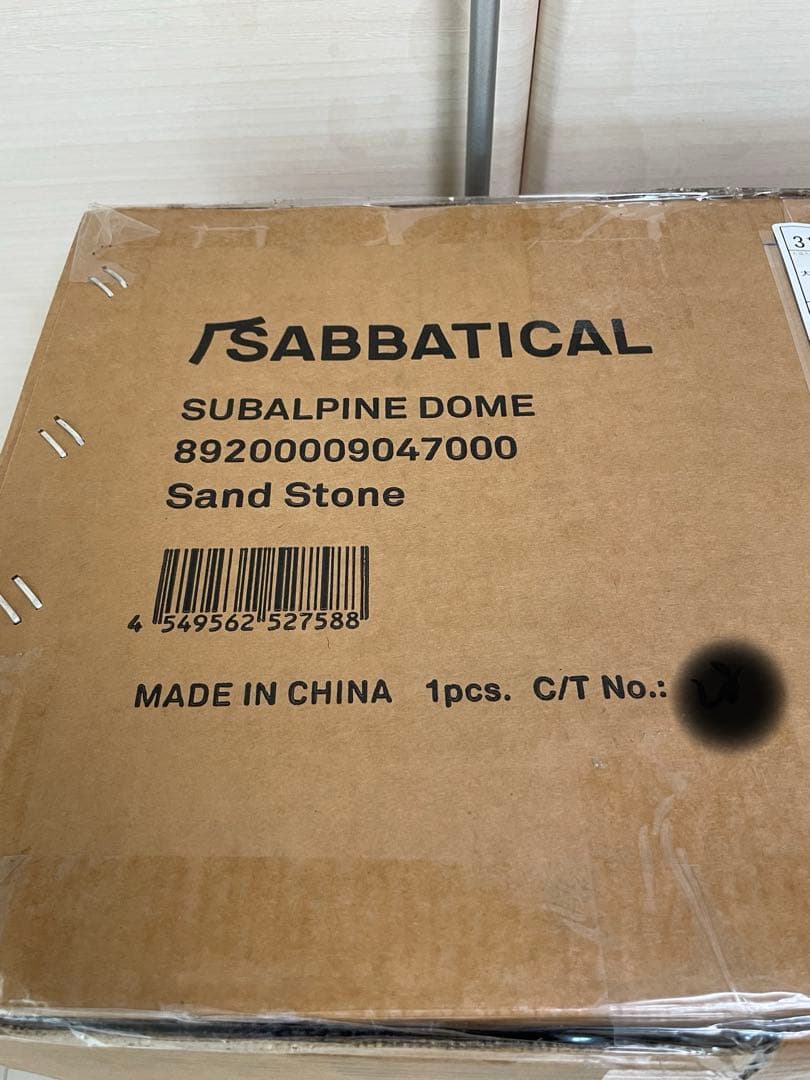 SABBATICAL
SUBALPINE DOME
89200009047000
Sand Stone
4 549562 527588
MADE IN CHINA 1pcs. C/T No.: